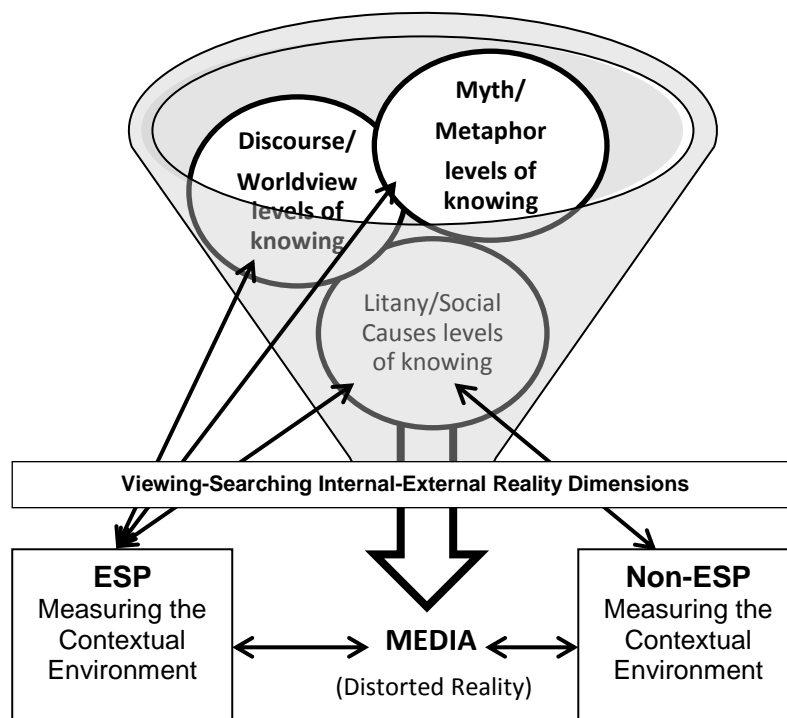 Myth/
Metaphor
levels of
knowing
Discourse/
Worldview
levels of
knowing
Litany/Social
Causes levels
of knowing
Viewing-Searching Internal-External Reality Dimensions
ESP
Measuring the
Contextual
Environment
MEDIA
(Distorted Reality)
Non-ESP
Measuring the
Contextual
Environment